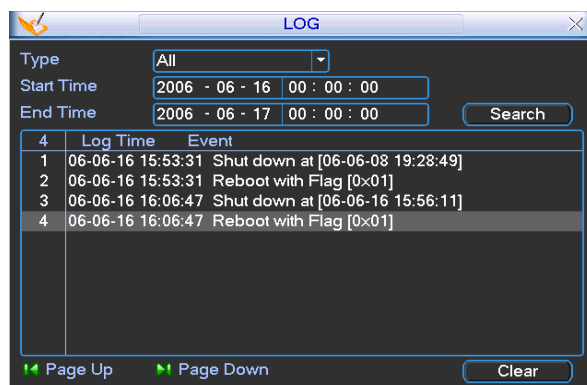 LOG
Type All
Start Time 2006 - 06 - 16 00 : 00 : 00
End Time 2006 - 06 - 17 00 : 00 : 00 Search
4 Log Time Event
1 06-06-16 15:53:31 Shut down at [06-06-08 19:28:49]
2 06-06-16 15:53:31 Reboot with Flag [0×01]
3 06-06-16 16:06:47 Shut down at [06-06-16 15:56:11]
4 06-06-16 16:06:47 Reboot with Flag [0×01]
Page Up Page Down Clear